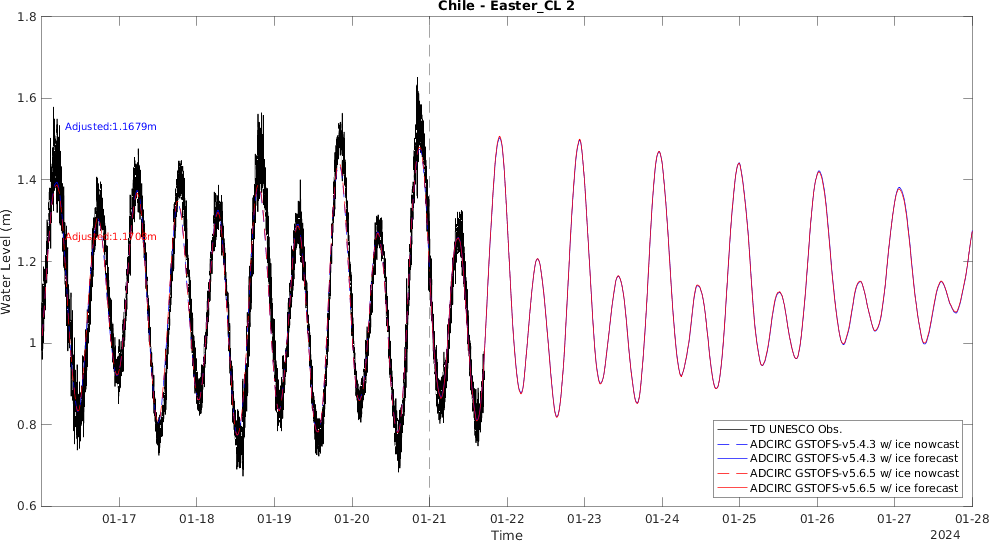 Chile - Easter_CL 2
1.8
1.6
1.4
1.2
1
0.8
0.6
Water Level (m)
Adjusted:1.1679m
Adjusted:1.1703m
TD UNESCO Obs.
ADCIRC GSTOFS-v5.4.3 w/ ice nowcast
ADCIRC GSTOFS-v5.4.3 w/ ice forecast
ADCIRC GSTOFS-v5.6.5 w/ ice nowcast
ADCIRC GSTOFS-v5.6.5 w/ ice forecast
01-17 01-18 01-19 01-20 01-21 01-22 01-23 01-24 01-25 01-26 01-27 01-28
Time
2024